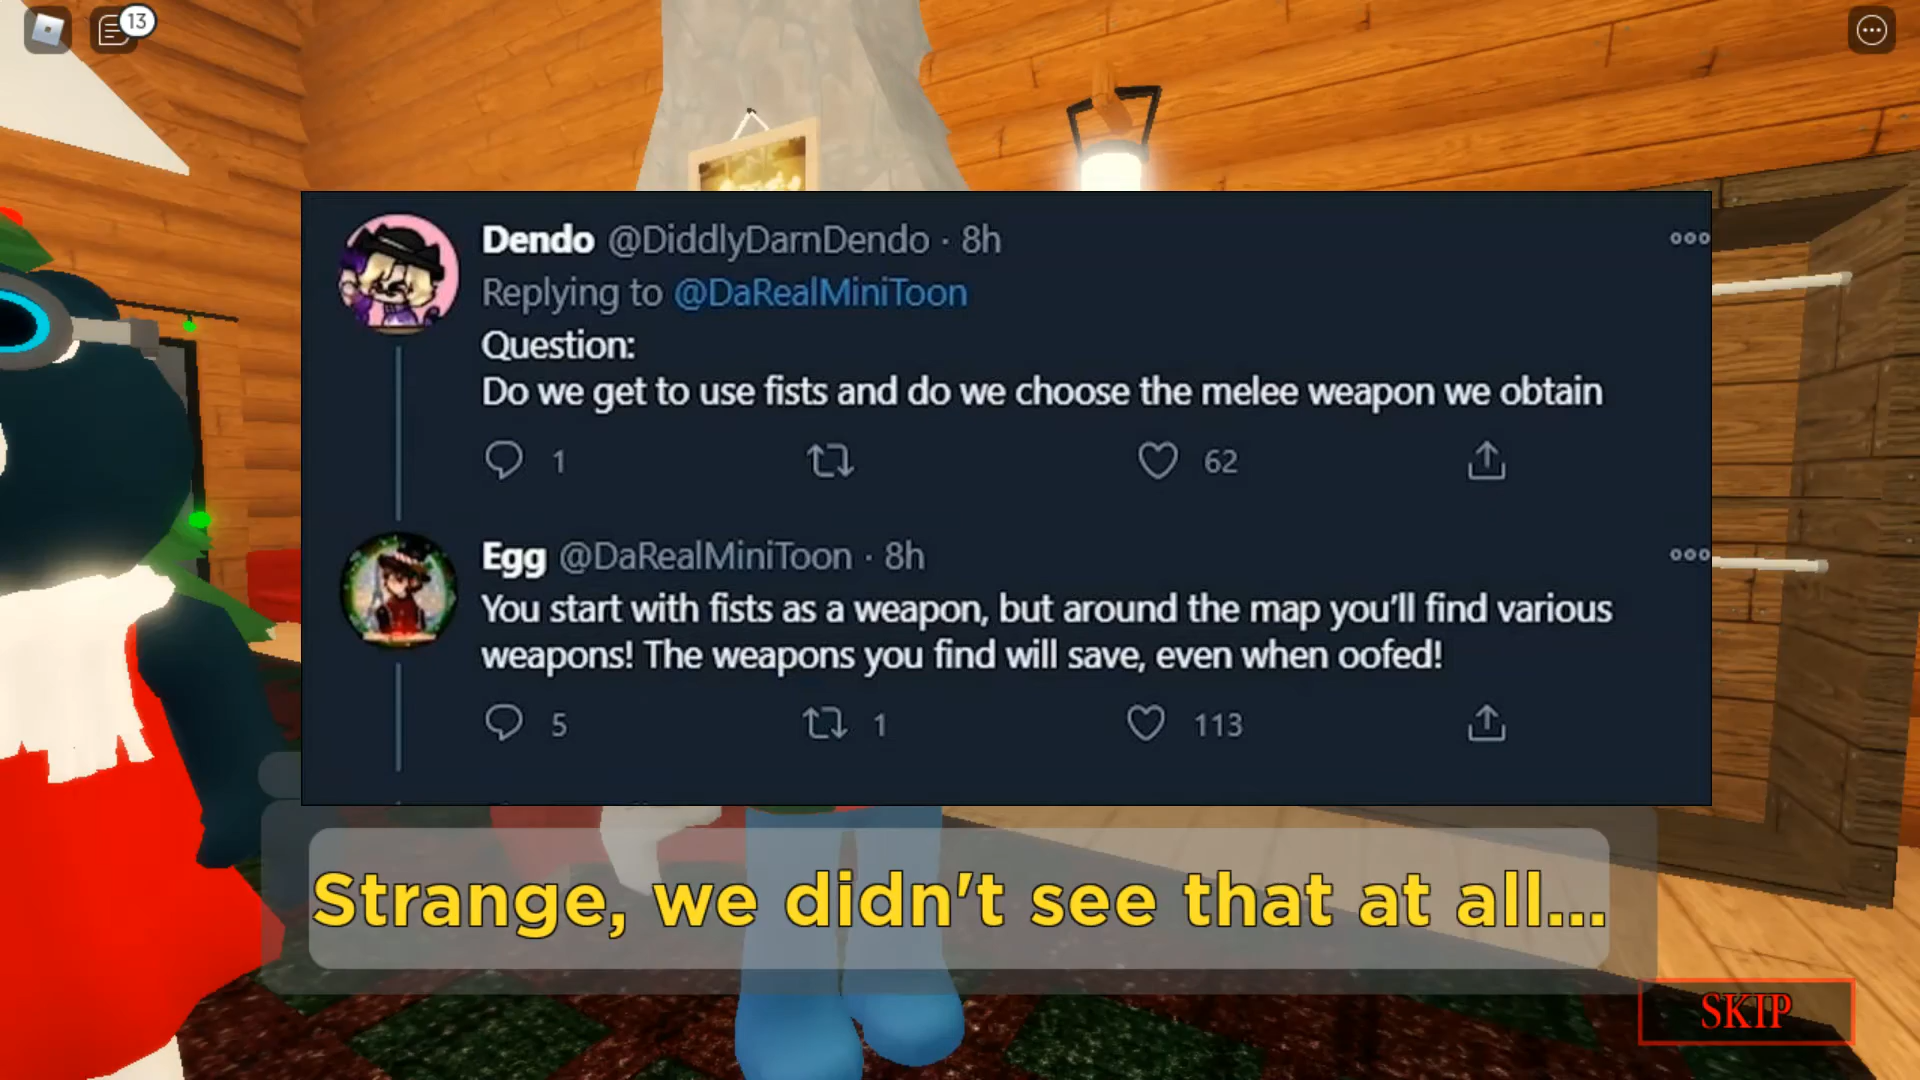 13
Dendo @DiddlyDarnDendo · 8h
Replying to @DaRealMiniToon
Question:
Do we get to use fists and do we choose the melee weapon we obtain
1 62
Egg @DaRealMiniToon · 8h
You start with fists as a weapon, but around the map you’ll find various
weapons! The weapons you find will save, even when oofed!
5 1 113
Strange, we didn't see that at all...
SKIP